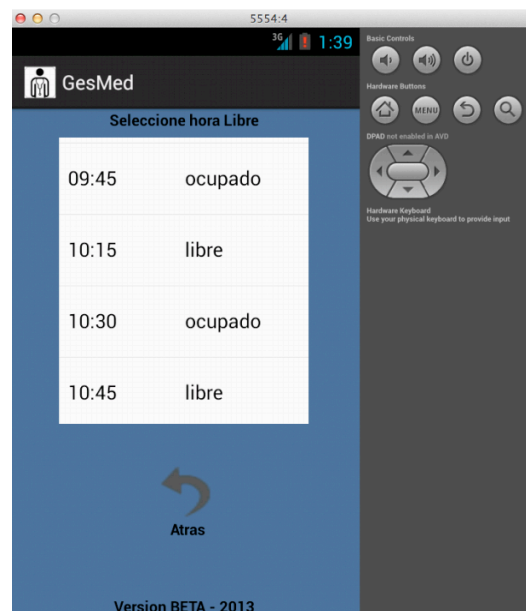 5554:4
3G 1:39
GesMed
Seleccione hora Libre
09:45 ocupado
10:15 libre
10:30 ocupado
10:45 libre
Atras
Version BETA - 2013
Basic Controls
Hardware Buttons
MENU
DPAD not enabled in AVD
Hardware Keyboard
Use your physical keyboard to provide input